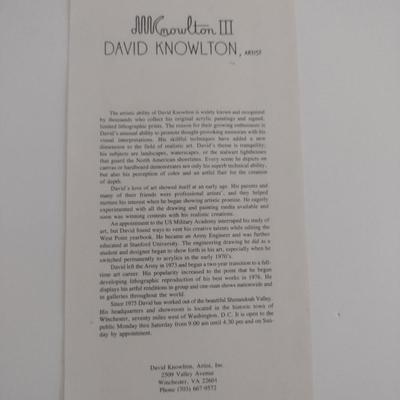 Knowlton III
DAVID KNOWLTON, ARTIST
The artistic ability of David Knowlton is widely known and recognized
by thousands who collect his original acrylic paintings and signed,
limited lithographic prints. The reason for their growing enthusiasm is
David's unusual ability to promote thought-provoking memories with his
visual interpretations. His skillful techniques have added a new
dimension to the field of realistic art. David's theme is tranquility;
his subjects are landscapes, waterscapes, or the stalwart lighthouses
that guard the North American shorelines. Every scene he depicts on
canvas or hardboard demonstrates not only his superb technical ability,
but also his perception of color and an artful flair for the creation
of depth.
David's love of art showed itself at an early age. His parents and
many of their friends were professional artists, and they helped
nurture his interest when he began showing artistic promise. He eagerly
experimented with all the drawing and painting media available and
soon was winning contests with his realistic creations.
An appointment to the US Military Academy interrupted his study of
art, but David found ways to vent his creative talents while editing the
West Point yearbook. He became an Army Engineer and was further
educated at Stanford University. The engineering drawing he did as a
student and designer began to show forth in his art, especially when he
switched permanently to acrylics in the early 1970's.
David left the Army in 1973 and began a two-year transition to a full-
time art career. His popularity increased to the point that he began
developing lithographic reproductions of his best works in 1976. He
displays his artful renditions in group and one-man shows nationwide and
in galleries throughout the world.
Since 1975 David has worked out of the beautiful Shenandoah Valley.
His headquarters and showroom is located in the historic town of
Winchester, seventy miles west of Washington, D.C. It is open to the
public Monday thru Saturday from 9:00 am until 4:30 pm and on Sun-
day by appointment.
David Knowlton, Artist, Inc.
2509 Valley Avenue
Winchester, VA 22601
Phone (703) 667-9572